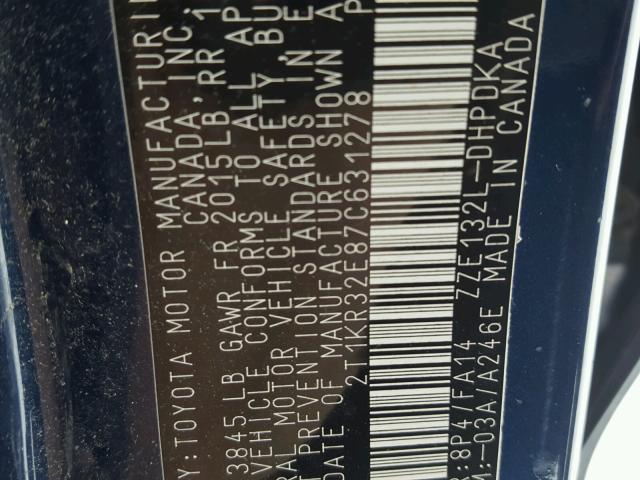 Y:TOYOTA MOTOR MANUFACTURI
CANADA, INC.
3845 LB GAWR FR 2015LB, RR 1
VEHICLE CONFORMS TO ALL AP
RAL MOTOR VEHICLE SAFETY BU
T PREVENTION STANDARDS IN E
DATE OF MANUFACTURE SHOWN A
2T1KR32E87C631278 P
R:8P4/FA14 ZZE132L-DHPDKA
M:-03A/A246E MADE IN CANADA